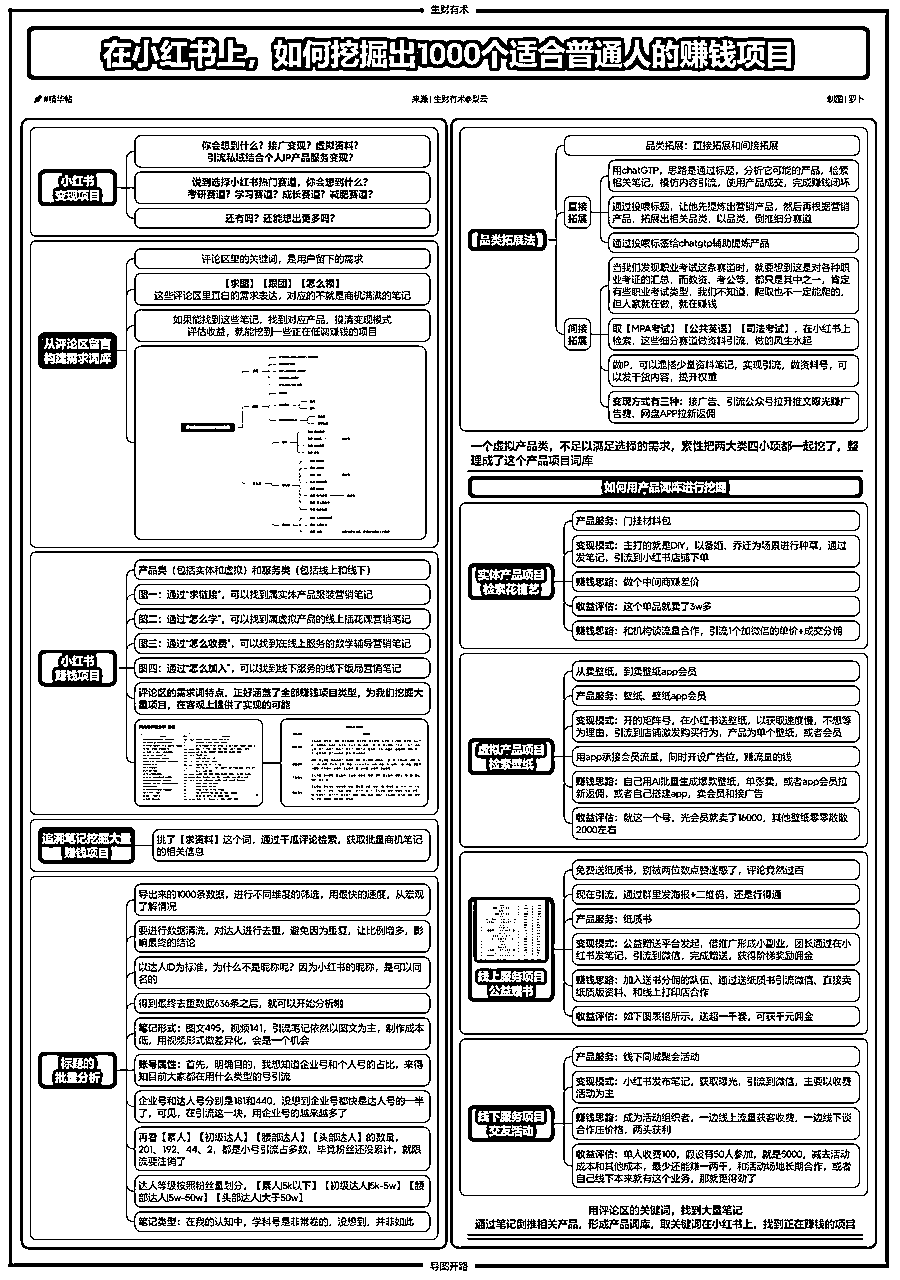 生财有术
在小红书上，如何挖掘出1000个适合普通人的赚钱项目
#精华帖
来源|生财有术@梨云
制图|萝卜
小红书
变现项目
你会想到什么？接广变现？虚拟资料？
引流私域结合个人IP产品服务变现？
说到选择小红书热门赛道，你会想到什么？
考研赛道？学习赛道？成长赛道？减肥赛道？
还有吗？还能想出更多吗？
从评论区留言
构建需求词库
评论区里的关键词，是用户留下的需求
【求图】【跟团】【怎么领】
这些评论区里直白的需求表达，对应的不就是商机满满的笔记
如果能找到这些笔记，找到对应产品，摸清变现模式
评估收益，就能挖到一些正在低调赚钱的项目
小红书
赚钱项目
产品类（包括实体和虚拟）和服务类（包括线上和线下）
图一：通过“求链接”，可以找到属实体产品服装营销笔记
图二：通过“怎么学”，可以找到属虚拟产品的线上插花课营销笔记
图三：通过“怎么收费”，可以找到在线上服务的数学辅导营销笔记
图四：通过“怎么加入”，可以找到线下服务的线下饭局营销笔记
评论区的需求词特点，正好涵盖了全部赚钱项目类型，为我们挖掘大
量项目，在客观上提供了实现的可能
追溯笔记挖掘大量
赚钱项目
挑了【求资料】这个词，通过千瓜评论检索，获取批量商机笔记
的相关信息
标题的
批量分析
导出来的1000条数据，进行不同维度的筛选，用最快的速度，从宏观
了解情况
要进行数据清洗，对达人进行去重，避免因为重复，让比例增多，影
响最终的结论
以达人ID为标准，为什么不是昵称呢？因为小红书的昵称，是可以同
名的
得到最终去重数据636条之后，就可以开始分析啦
笔记形式：图文495，视频141，引流笔记依然以图文为主，制作成本
低，用视频形式做差异化，会是一个机会
账号属性：首先，明确目的，我想知道企业号和个人号的占比，来得
知目前大家都在用什么类型的号引流
企业号和达人号分别是181和440，没想到企业号都快是达人号的一半
了，可见，在引流这一块，用企业号的越来越多了
再看【素人】【初级达人】【腰部达人】【头部达人】的数量，
201、192、44、2，都是小号引流占多数，毕竟粉丝还没累计，就限
流要注销了
达人等级按照粉丝量划分，【素人|5k以下】【初级达人|5k-5w】【腰
部达人|5w-50w】【头部达人|大于50w】
笔记类型：在我的认知中，学科号是非常卷的，没想到，并非如此
品类拓展法
品类拓展：直接拓展和间接拓展
直接
拓展
用chatGTP，思路是通过标题，分析它可能的产品，检索
相关笔记，模仿内容引流，使用产品成交，完成赚钱闭环
通过投喂标题，让他先提炼出营销产品，然后再根据营销
产品，拓展出相关品类，以品类，倒推细分赛道
通过投喂标签给chatgtp辅助提炼产品
间接
拓展
当我们发现职业考试这条赛道时，就要想到这是对各种职
业考证的汇总，而教资、考公等，都只是其中之一，肯定
有些职业考试类型，我们不知道，爬取也不一定能爬的，
但人家就在做，就在赚钱
取【MPA考试】【公共英语】【司法考试】，在小红书上
检索，这些细分赛道做资料引流，做的风生水起
做IP，可以混搭少量资料笔记，实现引流，做资料号，可
以发干货内容，提升权重
变现方式有三种：接广告、引流公众号拉升推文曝光赚广
告费、网盘APP拉新返佣
一个虚拟产品类，不足以满足选择的需求，索性把两大类四小项都一起挖了，整
理成了这个产品项目词库
如何用产品词库进行挖掘
实体产品项目
检索花植艺
产品服务：门挂材料包
变现模式：主打的就是DIY，以备婚、乔迁为场景进行种草，通过
发笔记，引流到小红书店铺下单
赚钱思路：做个中间商赚差价
收益评估：这个单品就卖了3w多
赚钱思路：和机构谈流量合作，引流1个加微信的单价+成交分佣
虚拟产品项目
检索壁纸
从卖壁纸，到卖壁纸app会员
产品服务：壁纸、壁纸app会员
变现模式：开的矩阵号，在小红书送壁纸，以获取速度慢，不想等
为理由，引流到店铺激发购买行为，产品为单个壁纸，或者会员
用app承接会员流量，同时开设广告位，赚流量的钱
赚钱思路：自己用AI批量生成爆款壁纸，单张卖，或者app会员拉
新返佣，或者自己搭建app，卖会员和接广告
收益评估：就这一个号，光会员就卖了16000，其他壁纸零零散散
2000左右
线上服务项目
公益赠书
免费送纸质书，别被两位数点赞迷惑了，评论竟然过百
现在引流，通过群里发海报+二维码，还是行得通
产品服务：纸质书
变现模式：公益赠送平台发起，借推广形成小副业，团长通过在小
红书发笔记，引流到微信，完成赠送，获得阶梯奖励佣金
赚钱思路：加入送书分佣的队伍、通过送纸质书引流微信、直接卖
纸质版资料、和线上打印店合作
收益评估：如下图表格所示，送超一千套，可获千元佣金
线下服务项目
交友活动
产品服务：线下同城聚会活动
变现模式：小红书发布笔记，获取曝光，引流到微信，主要以收费
活动为主
赚钱思路：成为活动组织者，一边线上流量获客收费，一边线下谈
合作压价格，两头获利
收益评估：单人收费100，假设有50人参加，就是5000，减去活动
成本和其他成本，最少还能赚一两千，和活动场地长期合作，或者
自己线下本来就有这个业务，那就更得劲了
用评论区的关键词，找到大量笔记
通过笔记倒推相关产品，形成产品词库，取关键词在小红书上，找到正在赚钱的项目
导图开路